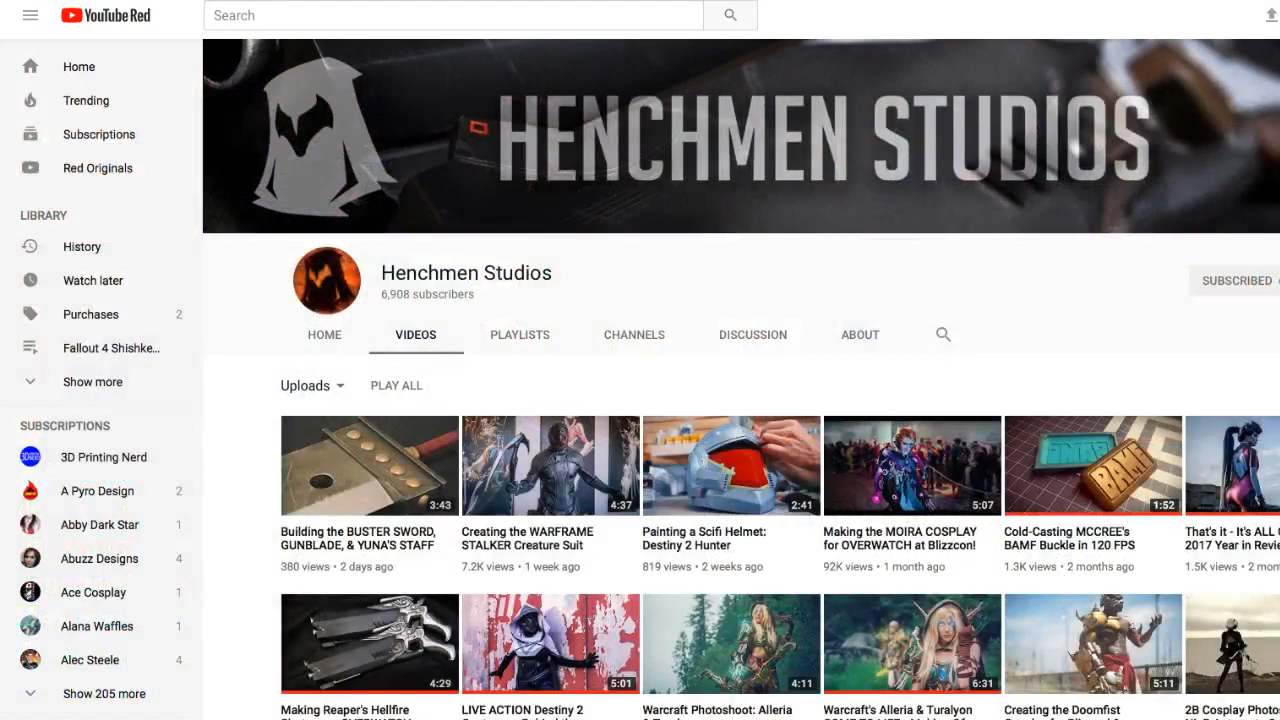 YouTube Red
Search
Home
Trending
Subscriptions
Red Originals
LIBRARY
History
Watch later
Purchases 2
Fallout 4 Shishke...
Show more
SUBSCRIPTIONS
3D Printing Nerd
A Pyro Design 2
Abby Dark Star 1
Abuzz Designs 4
Ace Cosplay 1
Alana Waffles 1
Alec Steele 4
Show 205 more
HENCHMEN STUDIOS
Henchmen Studios
6,908 subscribers
SUBSCRIBED
HOME VIDEOS PLAYLISTS CHANNELS DISCUSSION ABOUT
Uploads PLAY ALL
3:43 4:37 2:41 5:07 1:52
Building the BUSTER SWORD,
GUNBLADE, & YUNA'S STAFF
380 views • 2 days ago
Creating the WARFRAME
STALKER Creature Suit
7.2K views • 1 week ago
Painting a Scifi Helmet:
Destiny 2 Hunter
819 views • 2 weeks ago
Making the MOIRA COSPLAY
for OVERWATCH at Blizzcon!
92K views • 1 month ago
BAMF
Cold-Casting MCCREE's
BAMF Buckle in 120 FPS
1.3K views • 2 months ago
That's it - It's ALL
2017 Year in Revie
1.5K views • 2 mon
4:29 5:01 4:11 6:31 5:11
Making Reaper's Hellfire
LIVE ACTION Destiny 2
Warcraft Photoshoot: Alleria
Warcraft's Alleria & Turalyon
Creating the Doomfist
2B Cosplay Photo